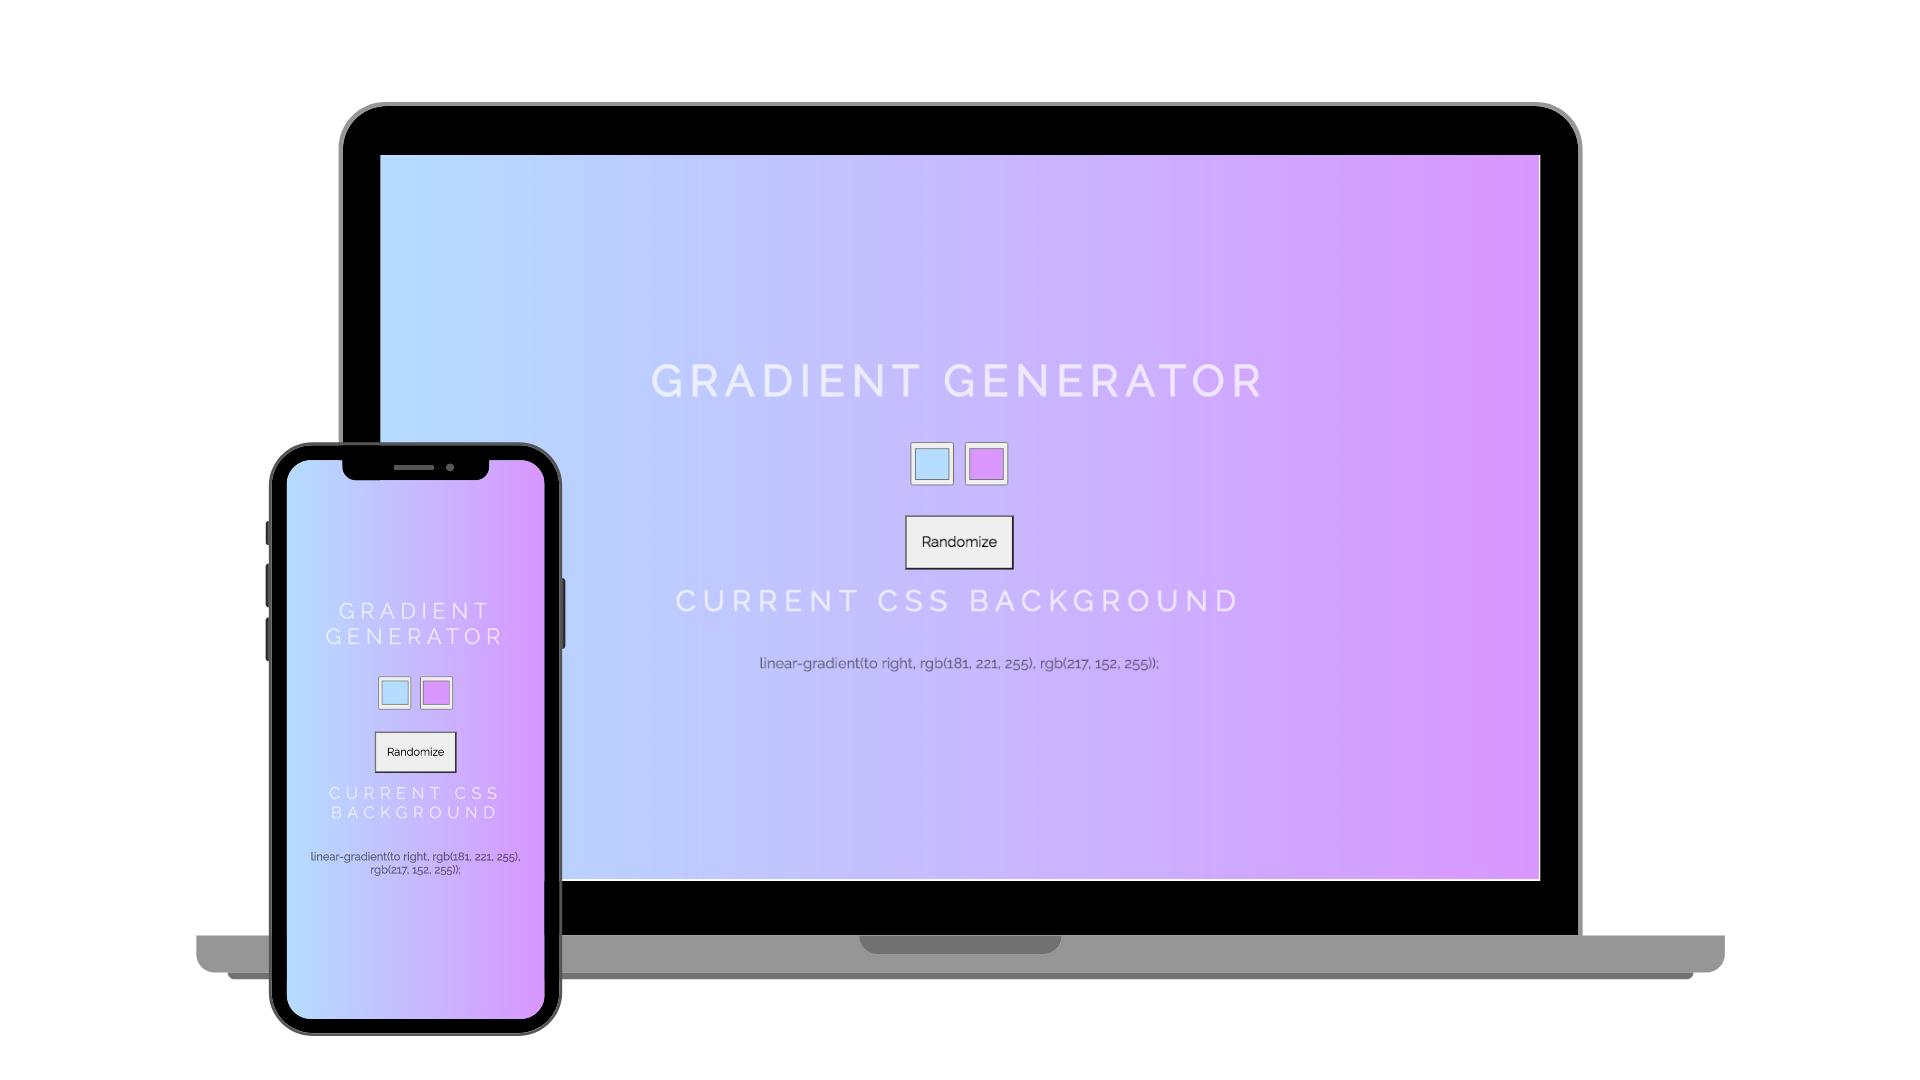 GRADIENT GENERATOR
Randomize
CURRENT CSS BACKGROUND
linear-gradient(to right, rgb(181, 221, 255), rgb(217, 152, 255));
GRADIENT
GENERATOR
Randomize
CURRENT CSS
BACKGROUND
linear-gradient(to right, rgb(181, 221, 255),
rgb(217, 152, 255));